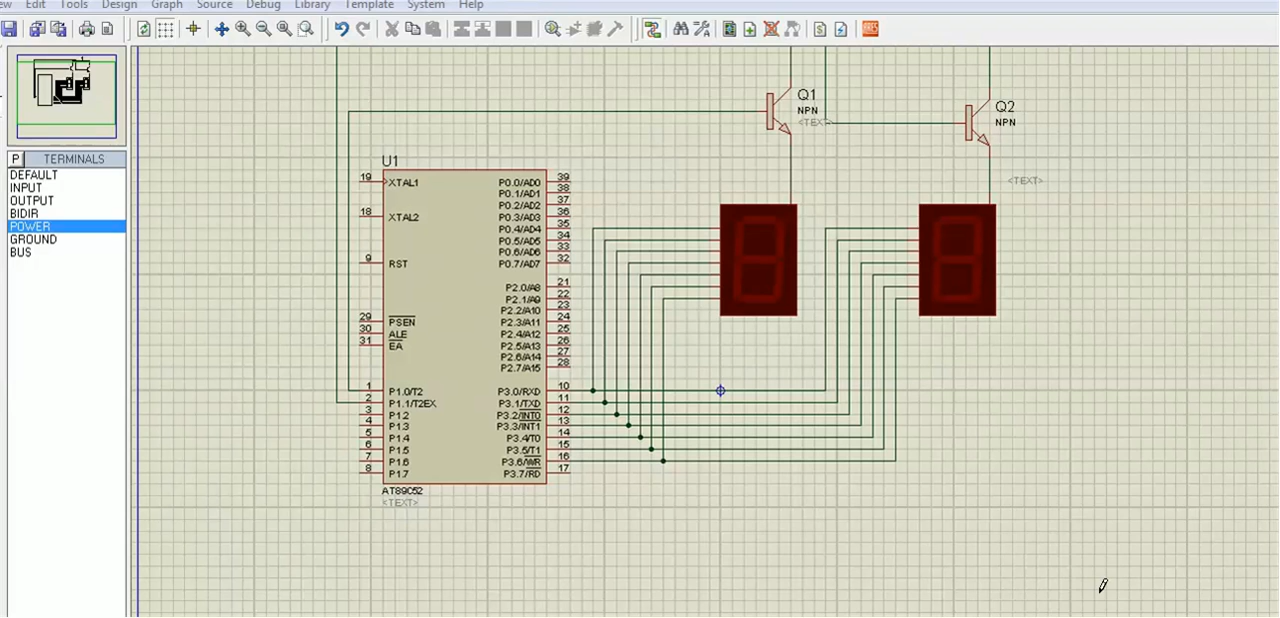 ew Edit Tools Design Graph Source Debug Library Template System Help
P TERMINALS
DEFAULT
INPUT
OUTPUT
BIDIR
POWER
GROUND
BUS
Q1
NPN
<TEXT>
Q2
NPN
<TEXT>
U1
19 XTAL1 P0.0/AD0 39
P0.1/AD1 38
P0.2/AD2 37
18 XTAL2 P0.3/AD3 36
P0.4/AD4 35
P0.5/AD5 34
P0.6/AD6 33
9 RST P0.7/AD7 32
P2.0/A8 21
P2.1/A9 22
P2.2/A10 23
29 PSEN P2.3/A11 24
30 ALE P2.4/A12 25
31 EA P2.5/A13 26
P2.6/A14 27
P2.7/A15 28
1 P1.0/T2 P3.0/RXD 10
2 P1.1/T2EX P3.1/TXD 11
3 P1.2 P3.2/INT0 12
4 P1.3 P3.3/INT1 13
5 P1.4 P3.4/T0 14
6 P1.5 P3.5/T1 15
7 P1.6 P3.6/WR 16
8 P1.7 P3.7/RD 17
AT89C52
<TEXT>